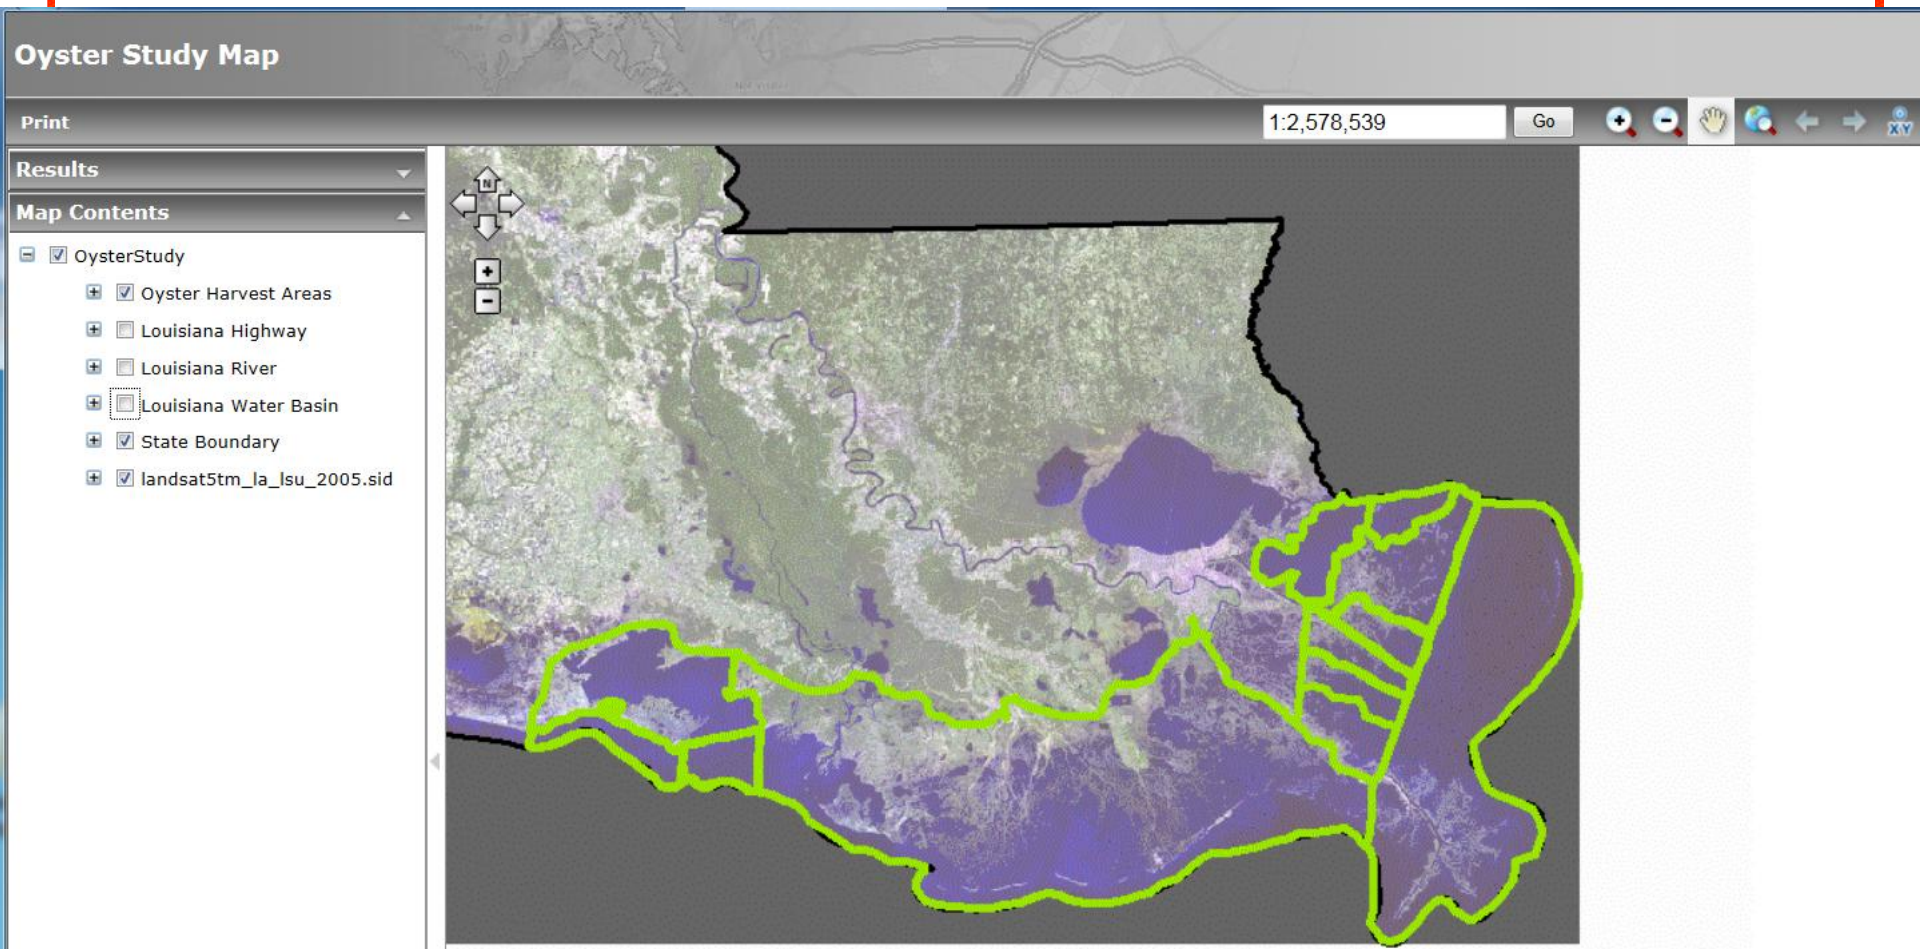 Oyster Study Map
Print
1:2,578,539
Go
XY
Results
Map Contents
N
OysterStudy
Oyster Harvest Areas
Louisiana Highway
Louisiana River
Louisiana Water Basin
State Boundary
landsat5tm_la_lsu_2005.sid